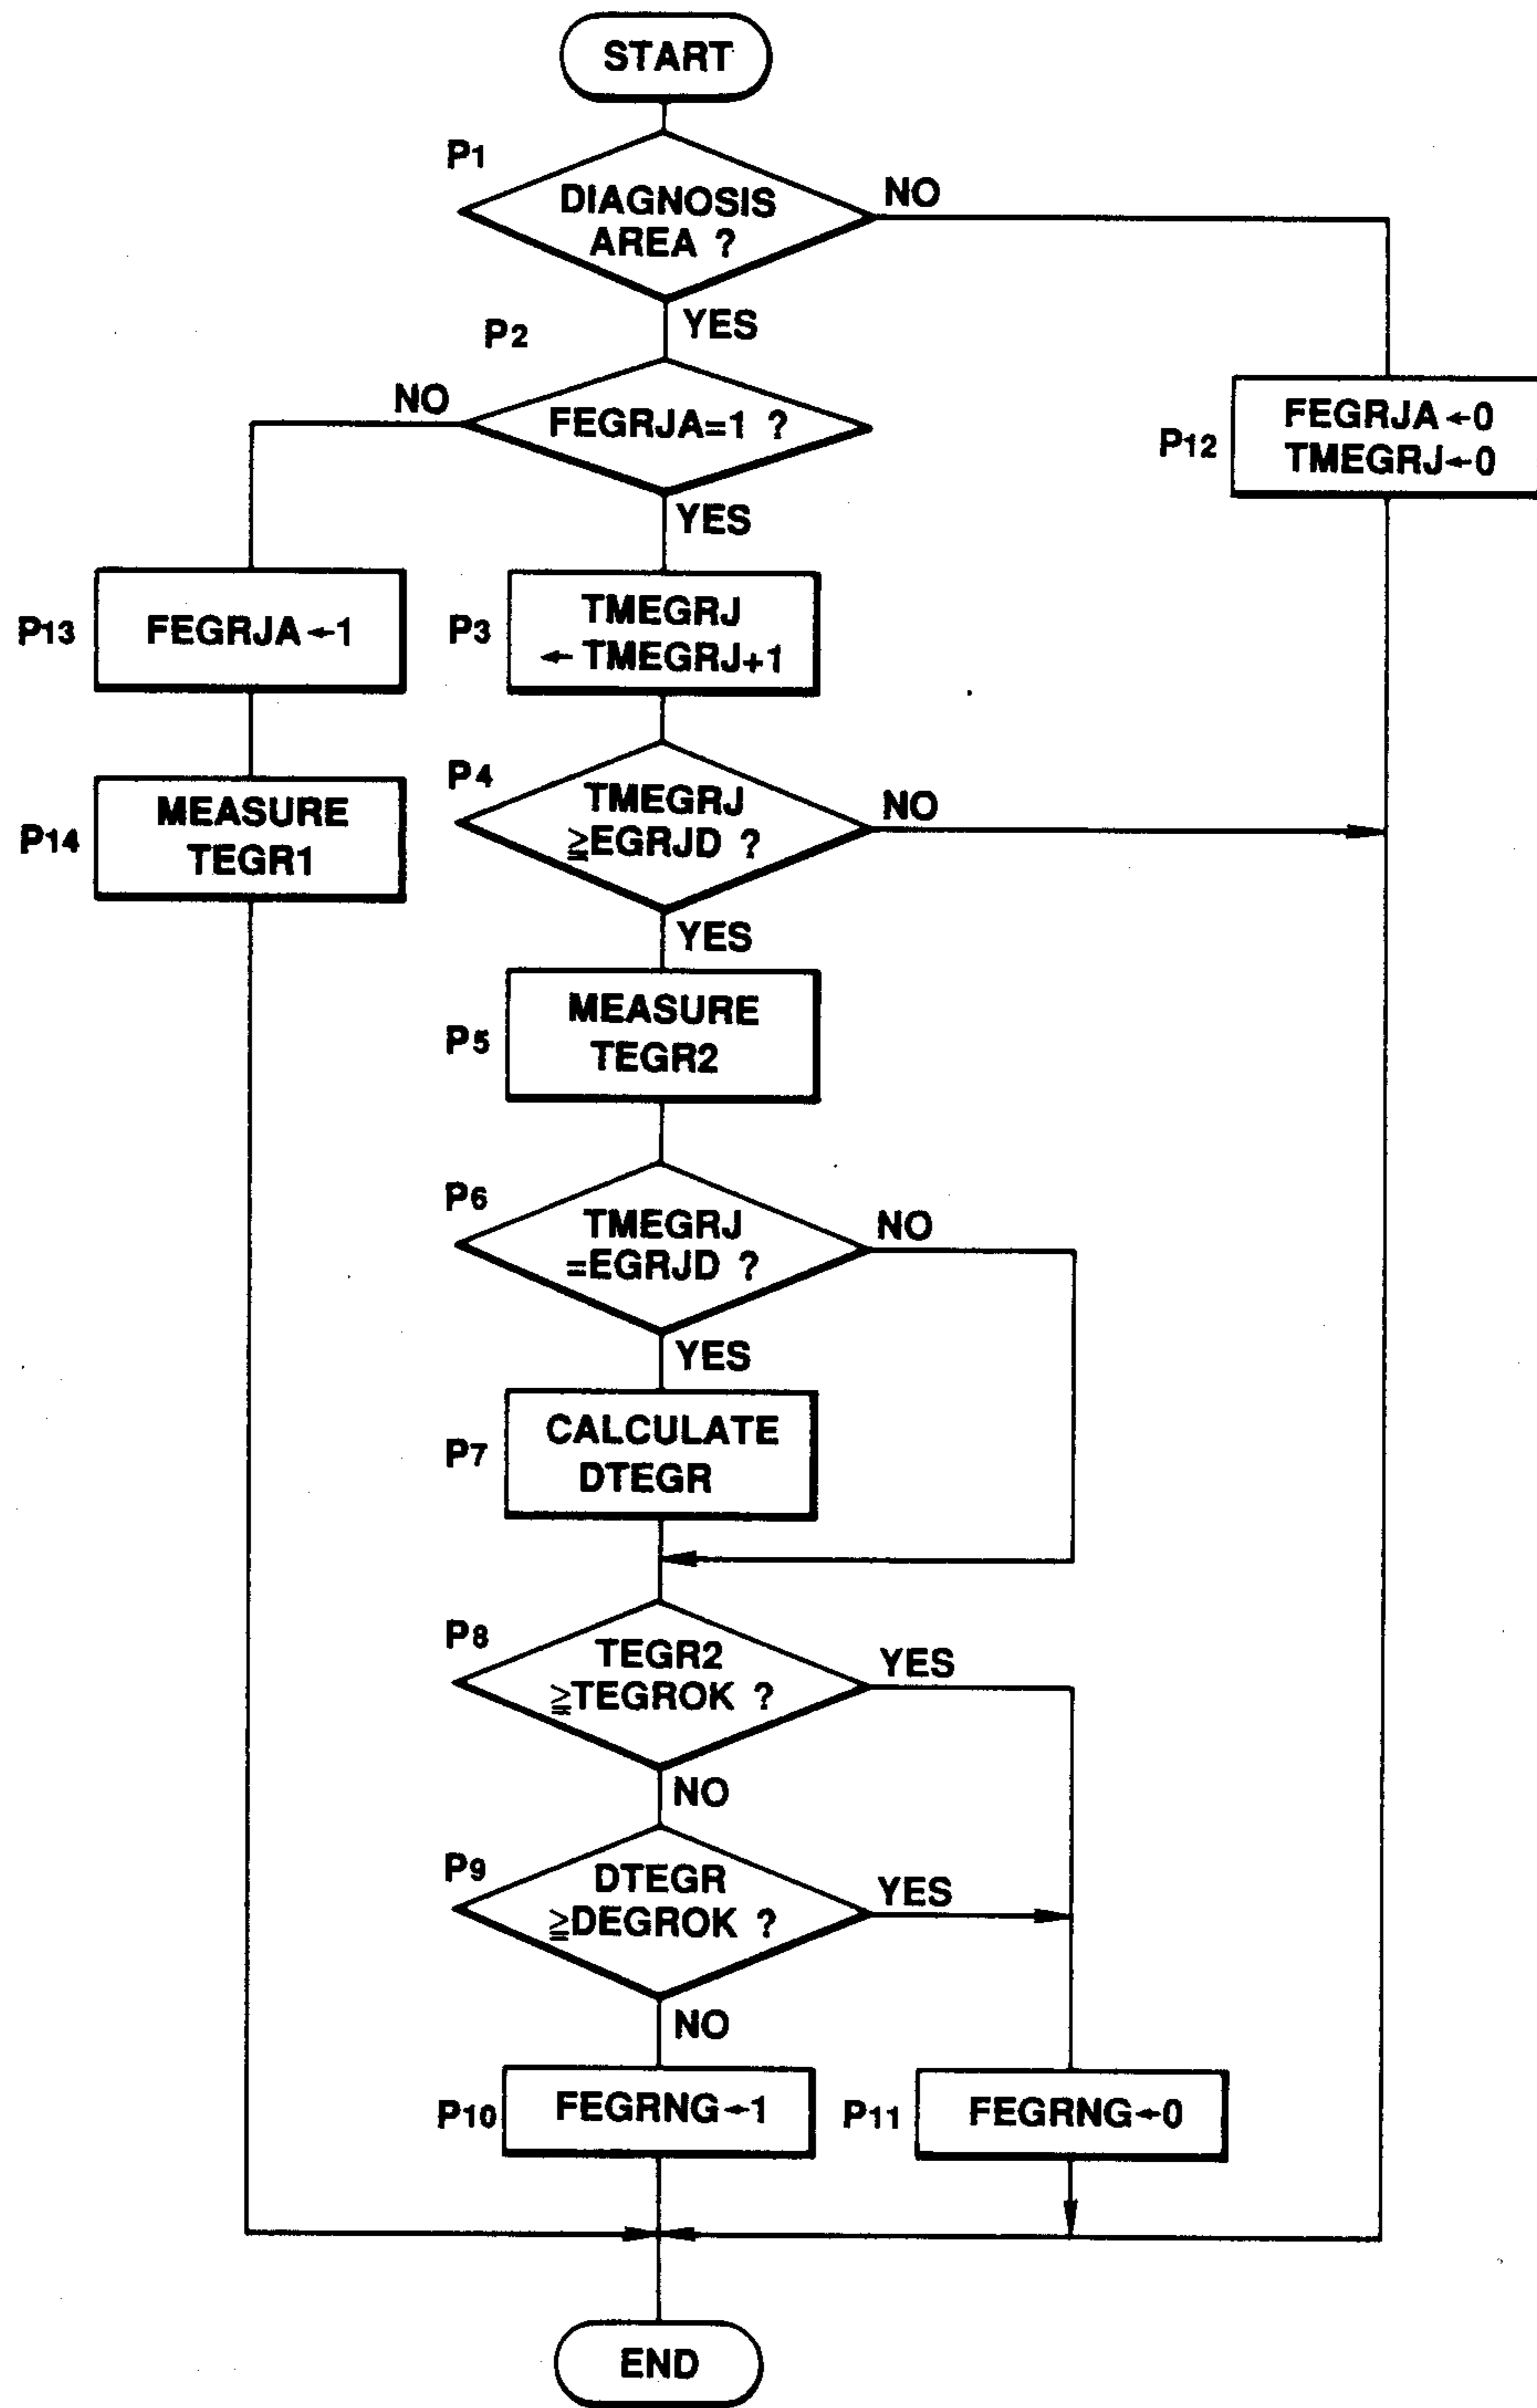 START
P1
DIAGNOSIS
AREA ?
NO
YES
P2
FEGRJA=1 ?
NO
YES
FEGRJA←0
TMEGRJ←0
P12
P13
FEGRJA←1
P3
TMEGRJ
←TMEGRJ+1
P14
MEASURE
TEGR1
P4
TMEGRJ
≧EGRJD ?
NO
YES
P5
MEASURE
TEGR2
P6
TMEGRJ
=EGRJD ?
NO
YES
P7
CALCULATE
DTEGR
P8
TEGR2
≧TEGROK ?
YES
NO
P9
DTEGR
≧DEGROK ?
YES
NO
P10
FEGRNG←1
P11
FEGRNG←0
END